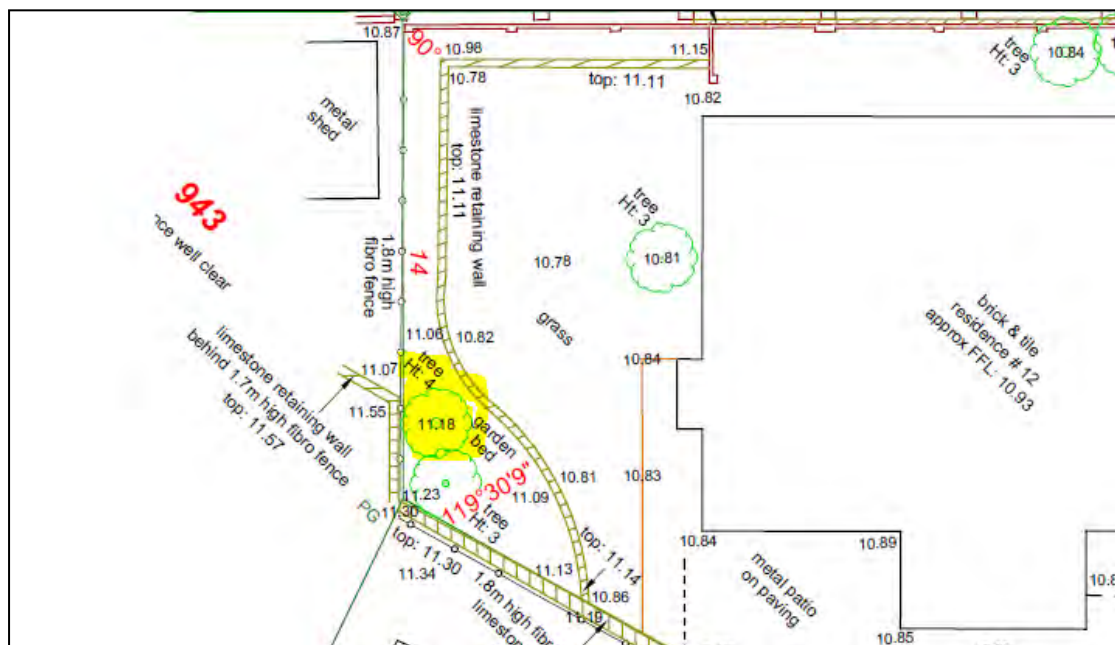 10.87
90°
10.98
11.15
10.78
top: 11.11
10.82
tree
Ht: 3
10.84
metal
shed
limestone retaining wall
top: 11.11
943
nce well clear
14
1.8m high
fibro fence
tree
Ht: 3
10.81
10.78
grass
11.06
10.82
brick & tile
residence # 12
approx FFL: 10.93
10.84
limestone retaining wall
behind 1.7m high fibro fence
top: 11.57
11.07
tree
Ht: 4
11.55
11.18
garden
bed
10.81
10.83
11.23
11.09
119°30'9"
tree
Ht: 3
PG
11.30
top: 11.30
11.34
11.13
top: 11.14
10.86
11.19
1.8m high fibr
limeston
10.84
10.89
metal patio
on paving
10.85